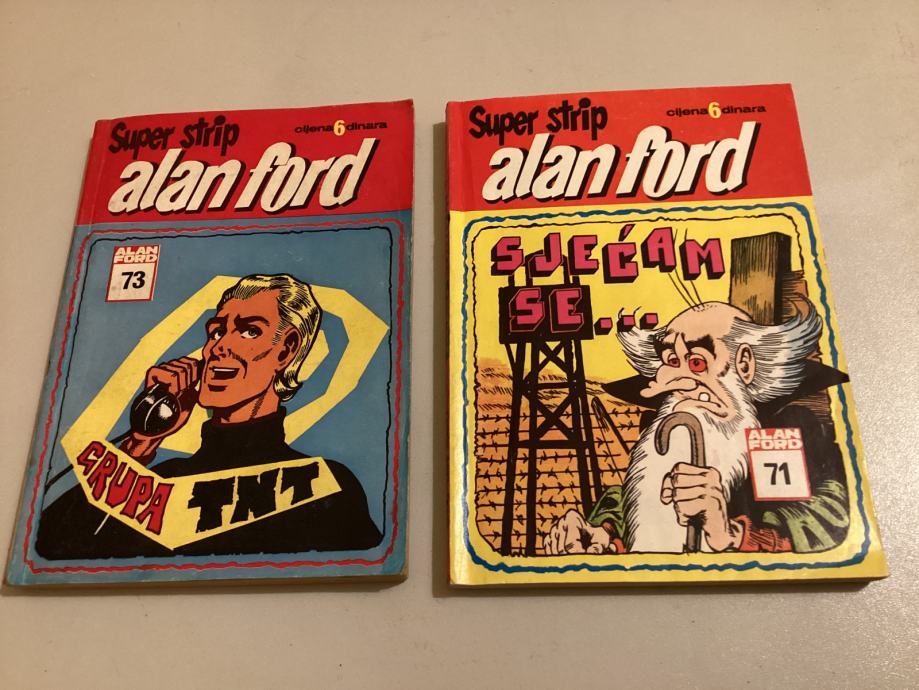 Super strip
cijena 6 dinara
alan ford
ALAN
FORD
73
GRUPA TNT
Super strip
cijena 6 dinara
alan ford
SJEĆAM
SE...
ALAN
FORD
71